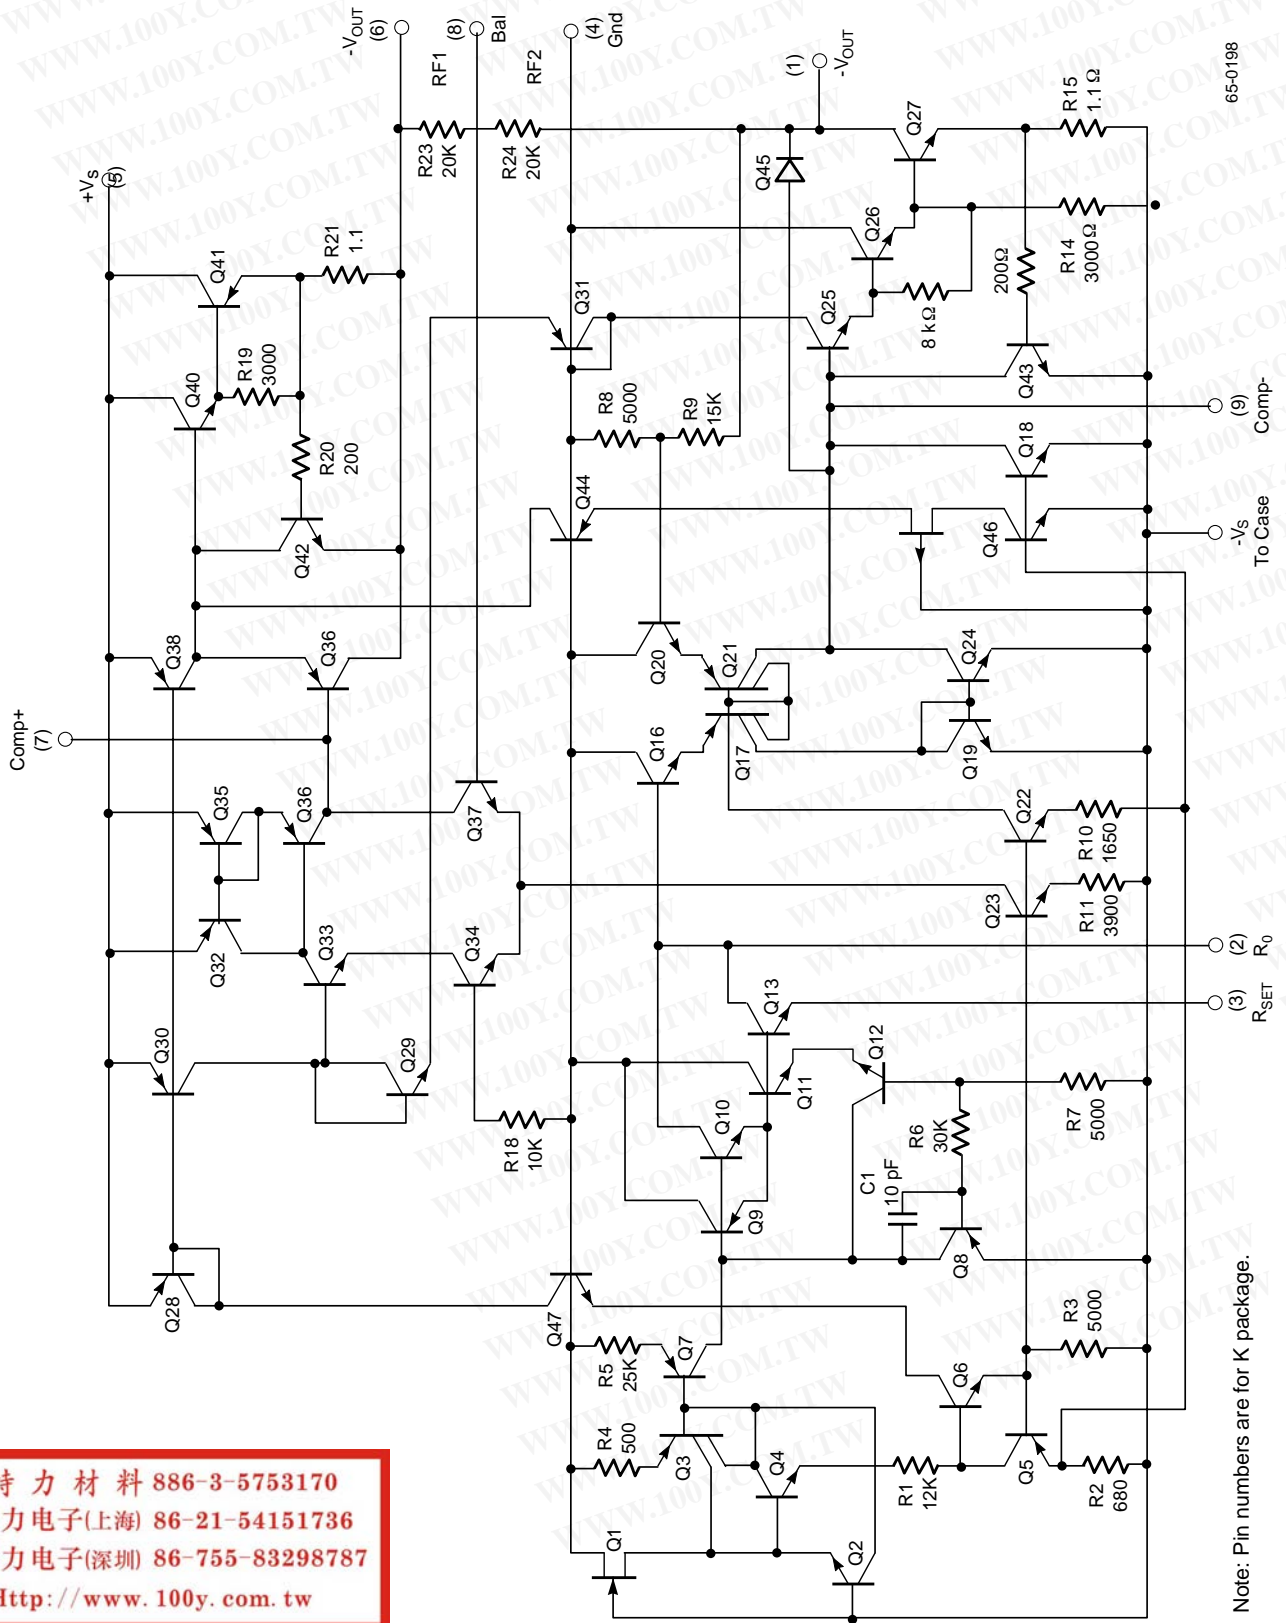 Comp+
(7)
+VS
(5)
-VOUT
(6)
(8)
Bal
(4)
Gnd
RF1
RF2
R23
20K
R24
20K
Q41
R21
1.1
Q40
R19
3000
R20
200
Q42
Q38
Q36
Q35
Q36
Q32
Q33
Q30
Q29
Q28
Q37
Q34
R18
10K
Q31
Q44
R8
5000
R9
15K
Q45
(1)
-VOUT
Q27
Q26
Q25
8 kΩ
200Ω
R14
3000Ω
R15
1.1Ω
Q43
Q18
Q46
Q20
Q21
Q16
Q17
Q24
Q19
Q22
R10
1650
Q23
R11
3900
Q13
Q12
Q11
Q10
Q9
R6
30K
R7
5000
C1
10 pF
Q8
Q47
R5
25K
Q7
R4
500
Q3
Q4
Q1
Q2
Q6
R3
5000
R1
12K
Q5
R2
680
(9)
Comp-
-VS
To Case
(2)
R0
(3)
RSET
65-0198
Note: Pin numbers are for K package.
特 力 材 料 886-3-5753170
力电子(上海) 86-21-54151736
力电子(深圳) 86-755-83298787
Http://www.100y.com.tw
WWW.100Y.COM.TW